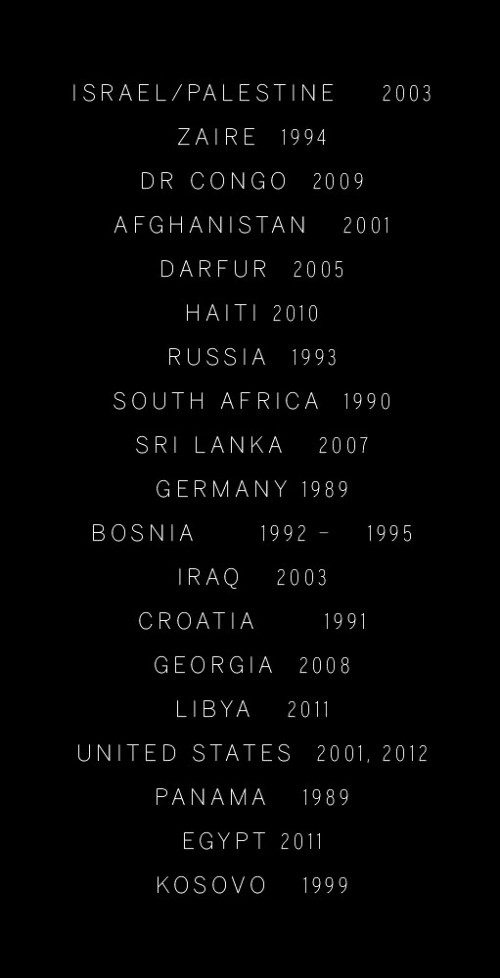 ISRAEL/PALESTINE 2003
ZAIRE 1994
DR CONGO 2009
AFGHANISTAN 2001
DARFUR 2005
HAITI 2010
RUSSIA 1993
SOUTH AFRICA 1990
SRI LANKA 2007
GERMANY 1989
BOSNIA 1992 – 1995
IRAQ 2003
CROATIA 1991
GEORGIA 2008
LIBYA 2011
UNITED STATES 2001, 2012
PANAMA 1989
EGYPT 2011
KOSOVO 1999